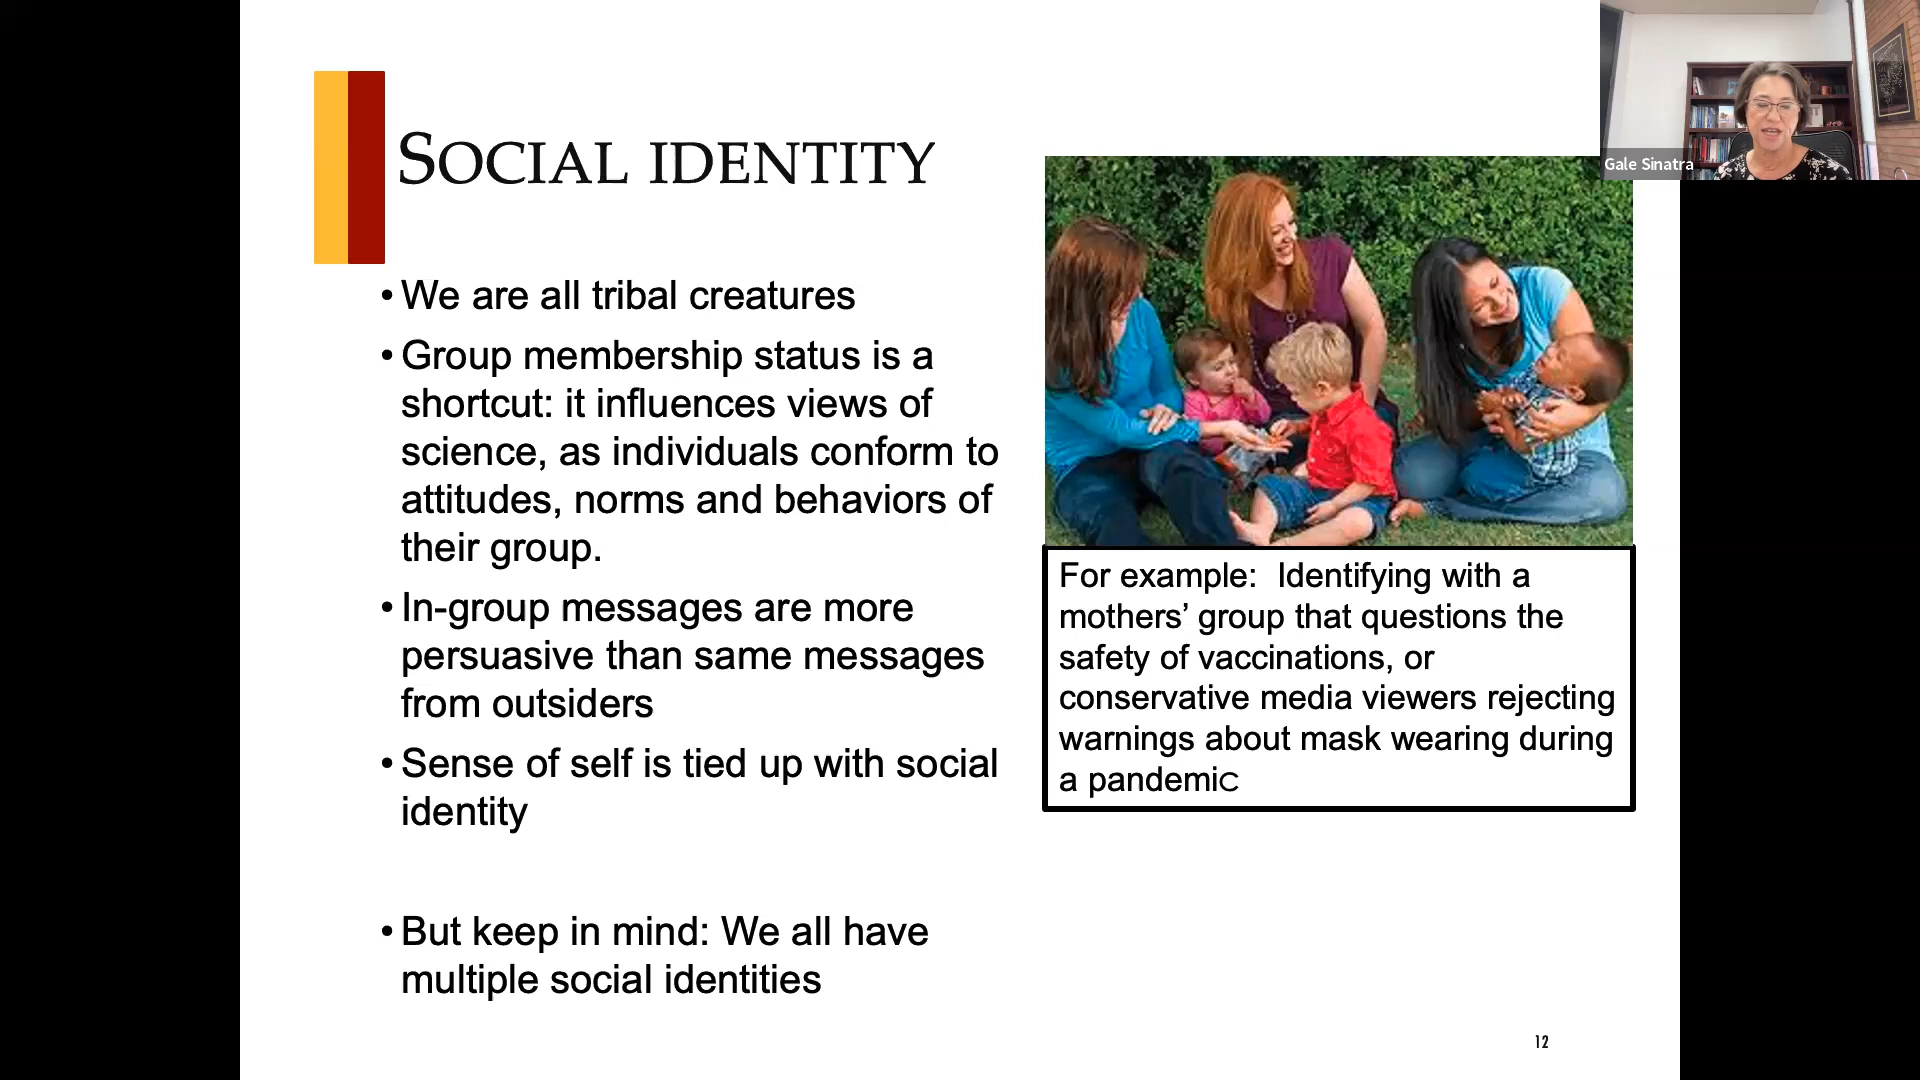 SOCIAL IDENTITY
• We are all tribal creatures
• Group membership status is a
shortcut: it influences views of
science, as individuals conform to
attitudes, norms and behaviors of
their group.
• In-group messages are more
persuasive than same messages
from outsiders
• Sense of self is tied up with social
identity
• But keep in mind: We all have
multiple social identities
For example:  Identifying with a
mothers’ group that questions the
safety of vaccinations, or
conservative media viewers rejecting
warnings about mask wearing during
a pandemic
Gale Sinatra
12